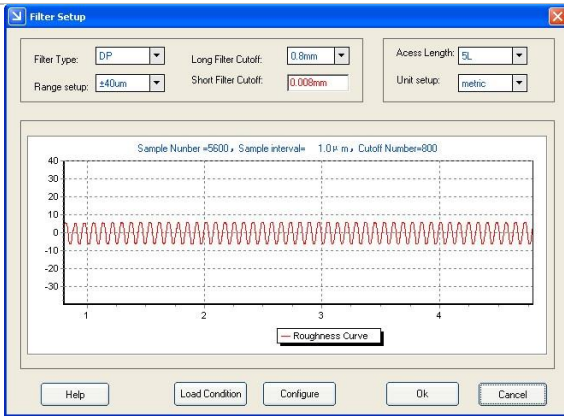 Filter Setup
Filter Type: DP Long Filter Cutoff: 0.8mm Acess Length: 5L
Range setup: ±40um Short Filter Cutoff: 0.008mm Unit setup: metric
Sample Number =5600, Sample interval= 1.0μm, Cutoff Number=800
40
30
20
10
0
-10
-20
-30
1 2 3 4
Roughness Curve
Help Load Condition Configure Ok Cancel